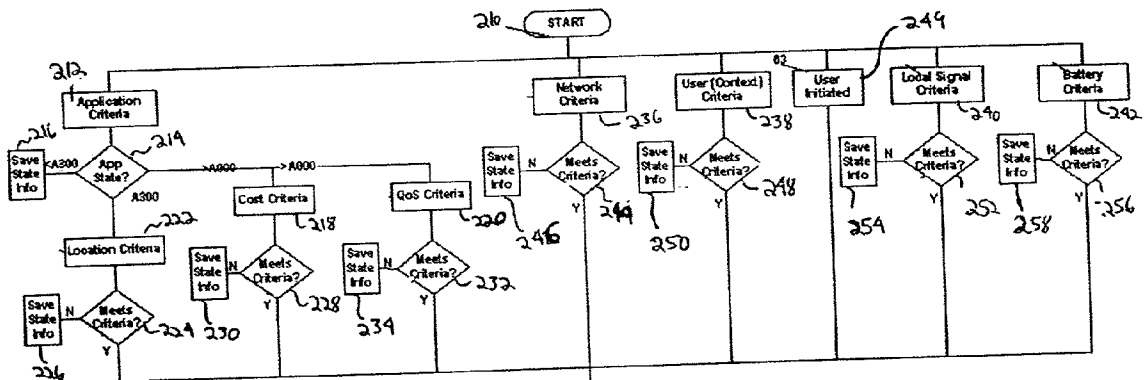 210
START
249
212
Application
Criteria
Network
Criteria
236
User (Context)
Criteria
238
02
User
Initiated
Local Signal
Criteria
240
Battery
Criteria
242
216
Save
State
Info
<A300
214
App
State?
>A000
>A000
A300
Save
State
Info
N
Meets
Criteria?
244
Y
246
Save
State
Info
N
Meets
Criteria?
248
Y
250
Save
State
Info
N
Meets
Criteria?
252
Y
254
Save
State
Info
N
Meets
Criteria?
256
Y
258
222
Location Criteria
Cost Criteria
218
QoS Criteria
220
Save
State
Info
N
Meets
Criteria?
224
Y
226
Save
State
Info
N
Meets
Criteria?
228
Y
230
Save
State
Info
N
Meets
Criteria?
232
Y
234